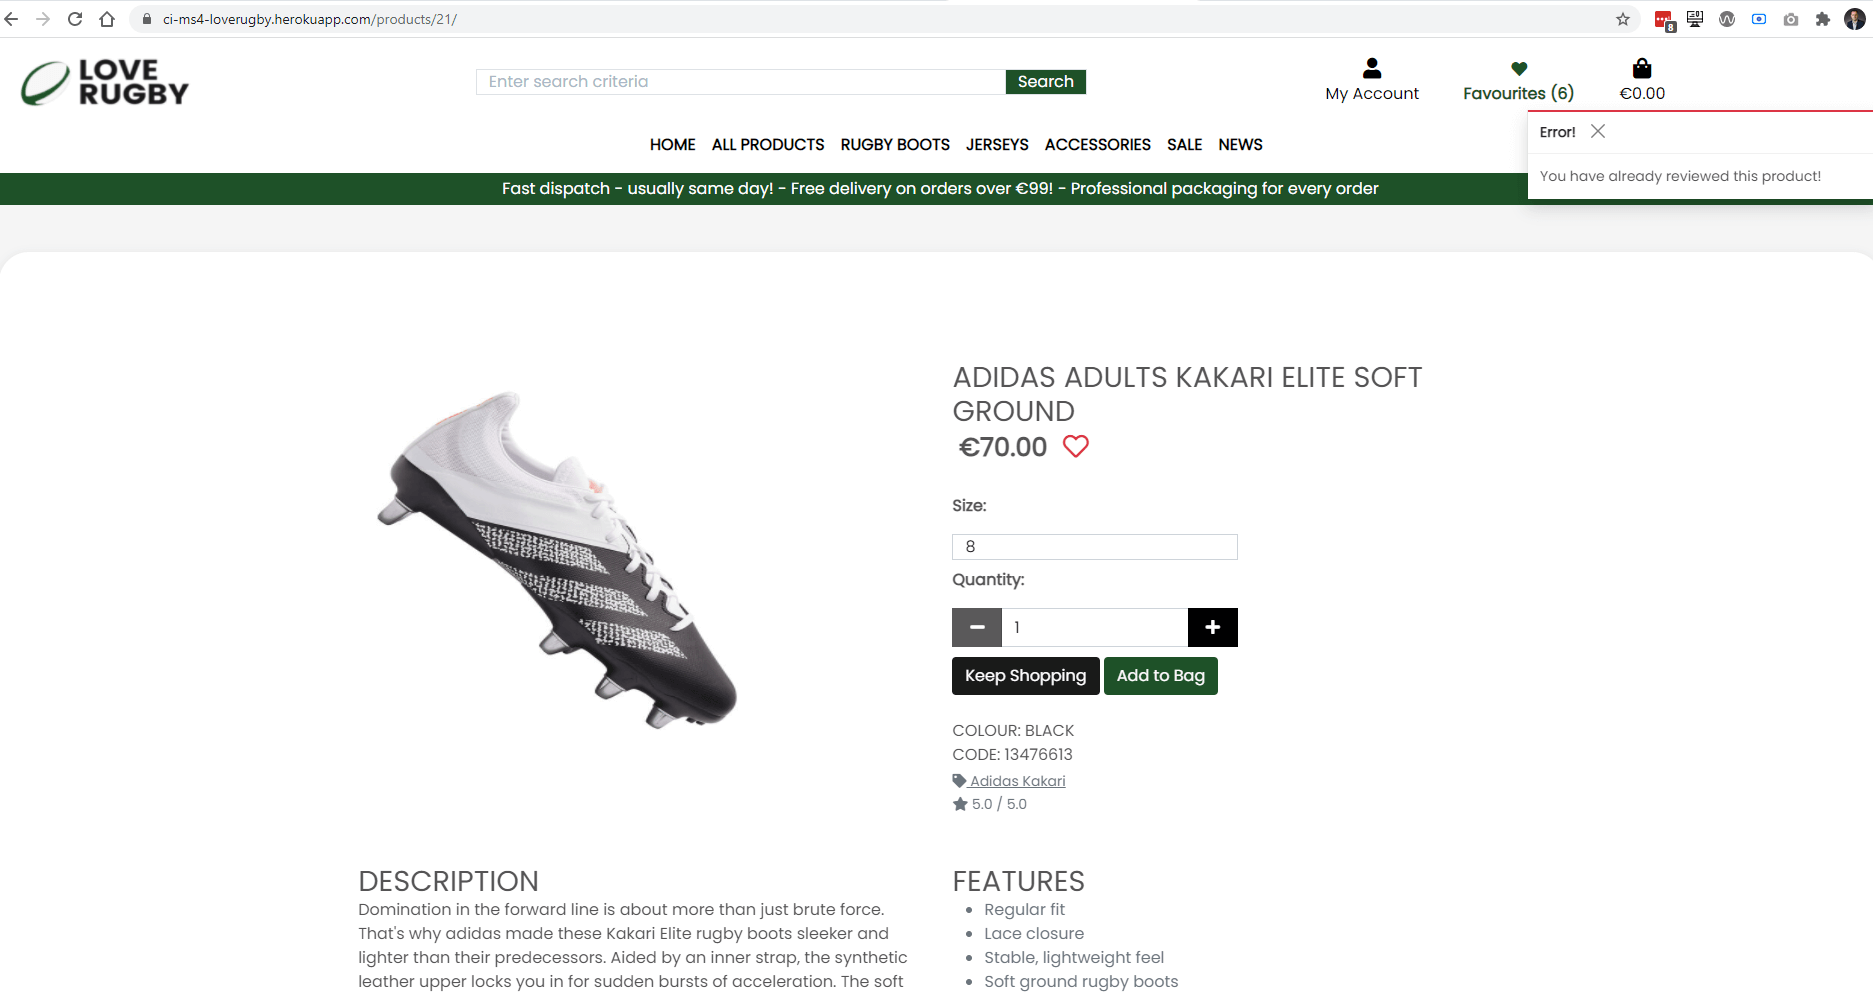 ci-ms4-loverugby.herokuapp.com/products/21/
8
LOVE
RUGBY
Enter search criteria
Search
My Account
Favourites (6)
€0.00
Error!
You have already reviewed this product!
HOME ALL PRODUCTS RUGBY BOOTS JERSEYS ACCESSORIES SALE NEWS
Fast dispatch - usually same day! - Free delivery on orders over €99! - Professional packaging for every order
ADIDAS ADULTS KAKARI ELITE SOFT
GROUND
€70.00
Size:
8
Quantity:
1
Keep Shopping Add to Bag
COLOUR: BLACK
CODE: 13476613
Adidas Kakari
5.0 / 5.0
DESCRIPTION
Domination in the forward line is about more than just brute force.
That's why adidas made these Kakari Elite rugby boots sleeker and
lighter than their predecessors. Aided by an inner strap, the synthetic
leather upper locks you in for sudden bursts of acceleration. The soft
FEATURES
Regular fit
Lace closure
Stable, lightweight feel
Soft ground rugby boots